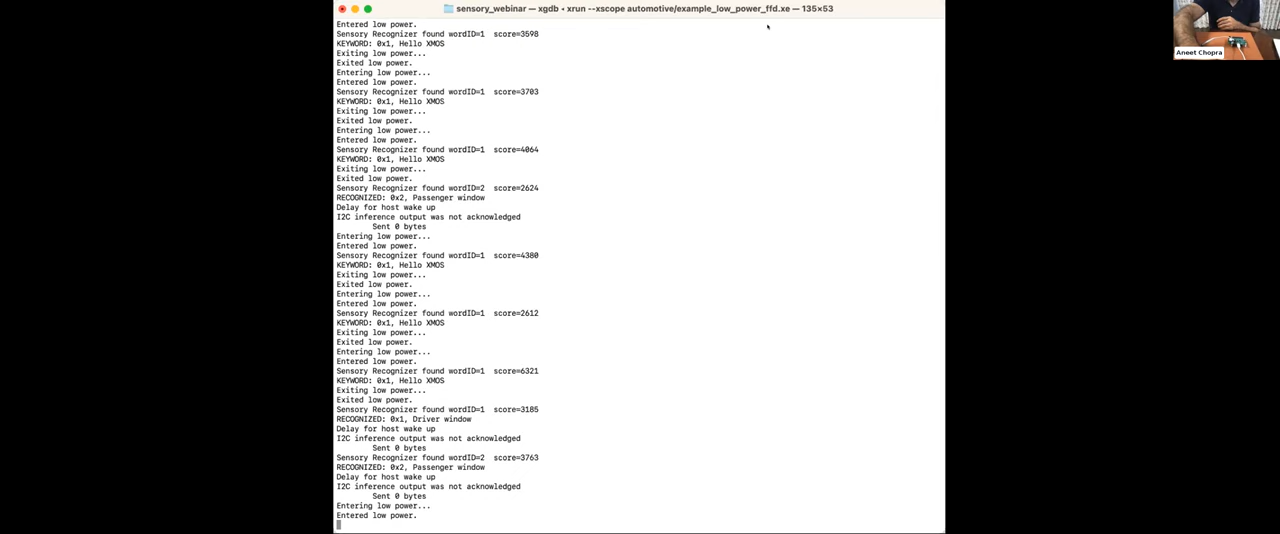 sensory_webinar — xgdb ◂ xrun --xscope automotive/example_low_power_ffd.xe — 135×53
Entered low power.
Sensory Recognizer found wordID=1  score=3598
KEYWORD: 0x1, Hello XMOS
Exiting low power...
Exited low power.
Entering low power...
Entered low power.
Sensory Recognizer found wordID=1  score=3703
KEYWORD: 0x1, Hello XMOS
Exiting low power...
Exited low power.
Entering low power...
Entered low power.
Sensory Recognizer found wordID=1  score=4064
KEYWORD: 0x1, Hello XMOS
Exiting low power...
Exited low power.
Sensory Recognizer found wordID=2  score=2624
RECOGNIZED: 0x2, Passenger window
Delay for host wake up
I2C inference output was not acknowledged
Sent 0 bytes
Entering low power...
Entered low power.
Sensory Recognizer found wordID=1  score=4380
KEYWORD: 0x1, Hello XMOS
Exiting low power...
Exited low power.
Entering low power...
Entered low power.
Sensory Recognizer found wordID=1  score=2612
KEYWORD: 0x1, Hello XMOS
Exiting low power...
Exited low power.
Entering low power...
Entered low power.
Sensory Recognizer found wordID=1  score=6321
KEYWORD: 0x1, Hello XMOS
Exiting low power...
Exited low power.
Sensory Recognizer found wordID=1  score=3185
RECOGNIZED: 0x1, Driver window
Delay for host wake up
I2C inference output was not acknowledged
Sent 0 bytes
Sensory Recognizer found wordID=2  score=3763
RECOGNIZED: 0x2, Passenger window
Delay for host wake up
I2C inference output was not acknowledged
Sent 0 bytes
Entering low power...
Entered low power.
Aneet Chopra